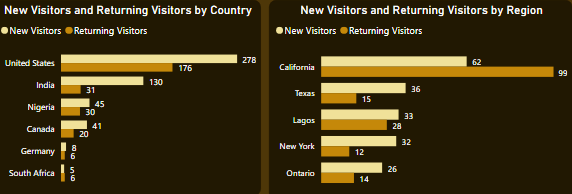 New Visitors and Returning Visitors by Country
New Visitors Returning Visitors
United States 278
176
India 130
31
Nigeria 45
30
Canada 41
20
Germany 8
6
South Africa 5
6
New Visitors and Returning Visitors by Region
New Visitors Returning Visitors
California 62
99
Texas 36
15
Lagos 33
28
New York 32
12
Ontario 26
14